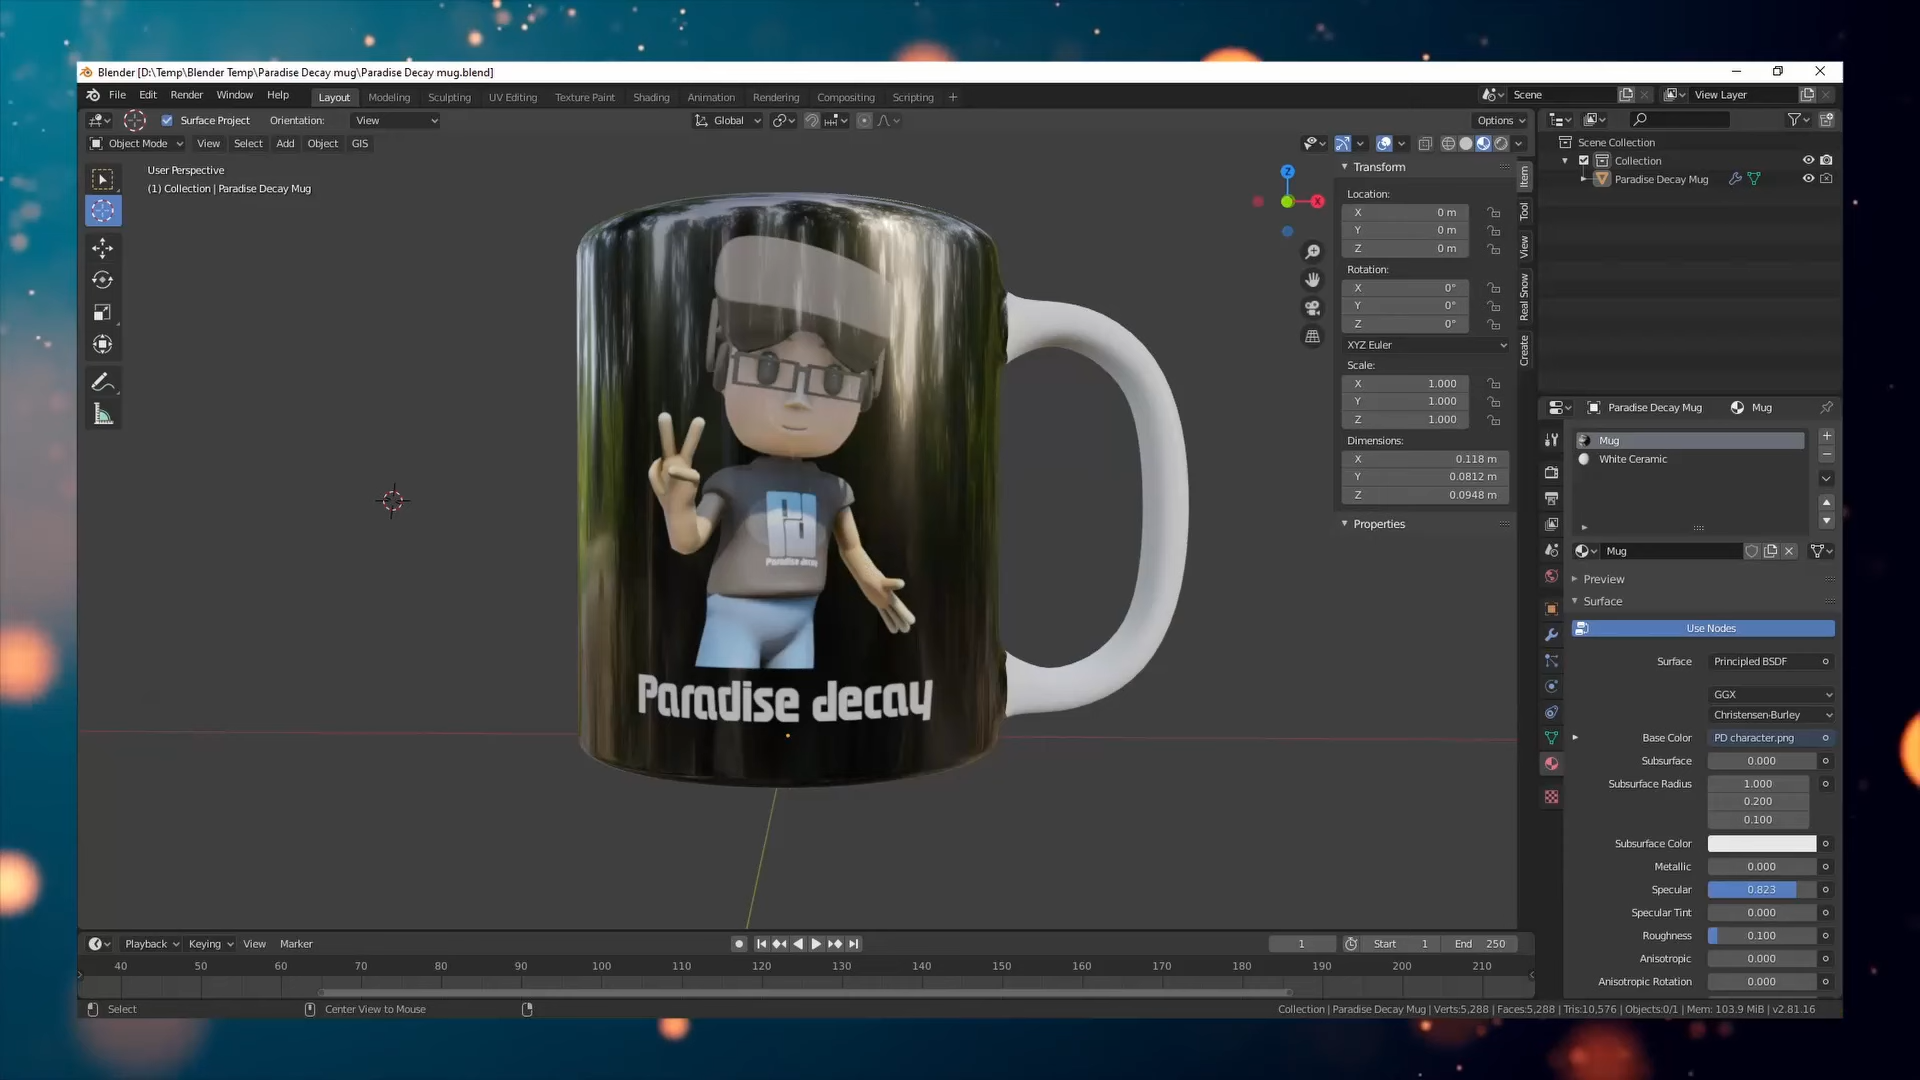 Blender [D:\Temp\Blender Temp\Paradise Decay mug\Paradise Decay mug.blend]
File Edit Render Window Help
Layout Modeling Sculpting UV Editing Texture Paint Shading Animation Rendering Compositing Scripting +
Scene
View Layer
Surface Project Orientation: View
Global
Options
Object Mode View Select Add Object GIS
User Perspective
(1) Collection | Paradise Decay Mug
Z
X
Paradise decay
Paradise decay
Transform
Location:
X 0 m
Y 0 m
Z 0 m
Rotation:
X 0°
Y 0°
Z 0°
XYZ Euler
Scale:
X 1.000
Y 1.000
Z 1.000
Dimensions:
X 0.118 m
Y 0.0812 m
Z 0.0948 m
Properties
Item
Tool
View
Real Snow
Create
Scene Collection
Collection
Paradise Decay Mug
Paradise Decay Mug Mug
Mug
White Ceramic
Mug
Preview
Surface
Use Nodes
Surface Principled BSDF
GGX
Christensen-Burley
Base Color PD character.png
Subsurface 0.000
Subsurface Radius 1.000
0.200
0.100
Subsurface Color
Metallic 0.000
Specular 0.823
Specular Tint 0.000
Roughness 0.100
Anisotropic 0.000
Anisotropic Rotation 0.000
Playback Keying View Marker
1 Start 1 End 250
40 50 60 70 80 90 100 110 120 130 140 150 160 170 180 190 200 210
Select Center View to Mouse
Collection | Paradise Decay Mug | Verts:5,288 | Faces:5,288 | Tris:10,576 | Objects:0/1 | Mem: 103.9 MiB | v2.81.16